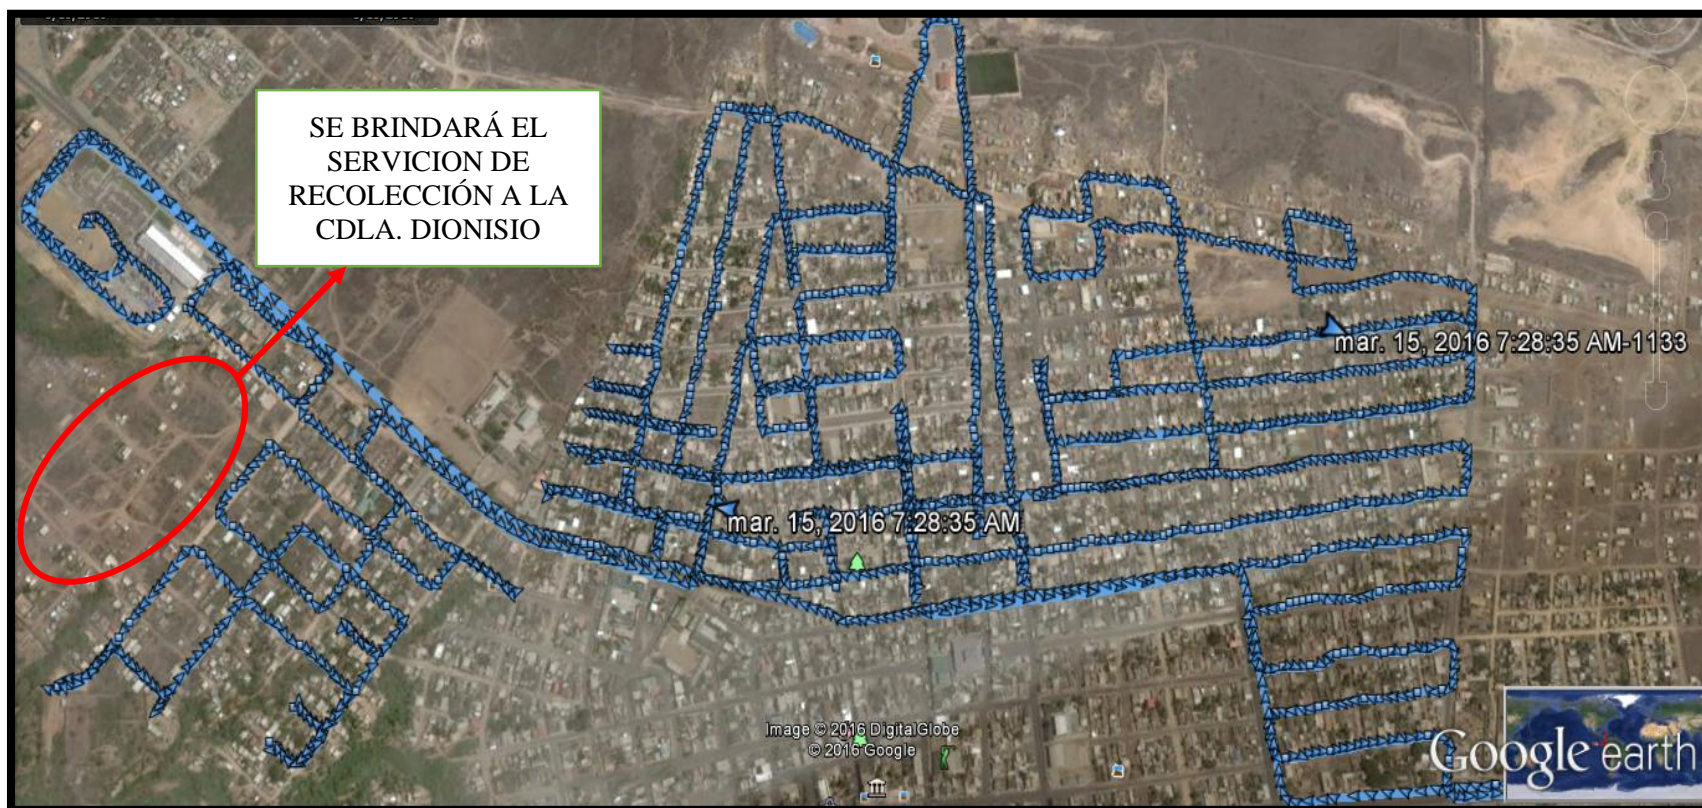 SE BRINDARÁ EL
SERVICION DE
RECOLECCIÓN A LA
CDLA. DIONISIO
mar. 15, 2016 7:28:35 AM-1133
mar. 15, 2016 7:28:35 AM
Image © 2016 DigitalGlobe
© 2016 Google
Google earth